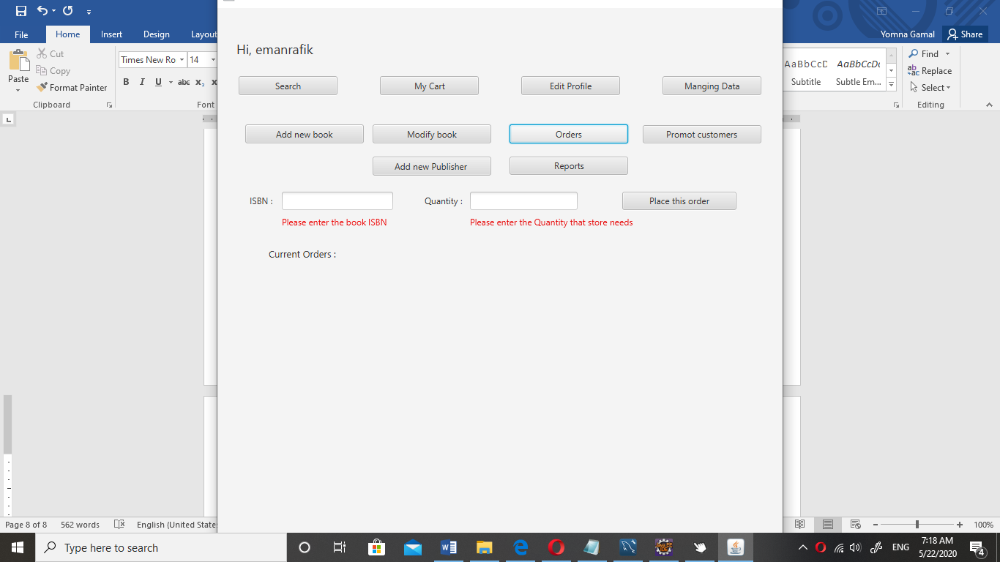 File Home Insert Design Layout
Yomna Gamal Share
Cut
Copy
Paste
Format Painter
Clipboard
Times New Ro 14
B I U abc X₂ X
Font
AaBbCcD AaBbCcDc
Subtitle Subtle Em...
Find
Replace
Select
Editing
Hi, emanrafik
Search My Cart Edit Profile Manging Data
Add new book Modify book Orders Promot customers
Add new Publisher Reports
ISBN : Quantity : Place this order
Please enter the book ISBN Please enter the Quantity that store needs
Current Orders :
Page 8 of 8 562 words English (United State
100%
Type here to search
ENG
7:18 AM
5/22/2020
4